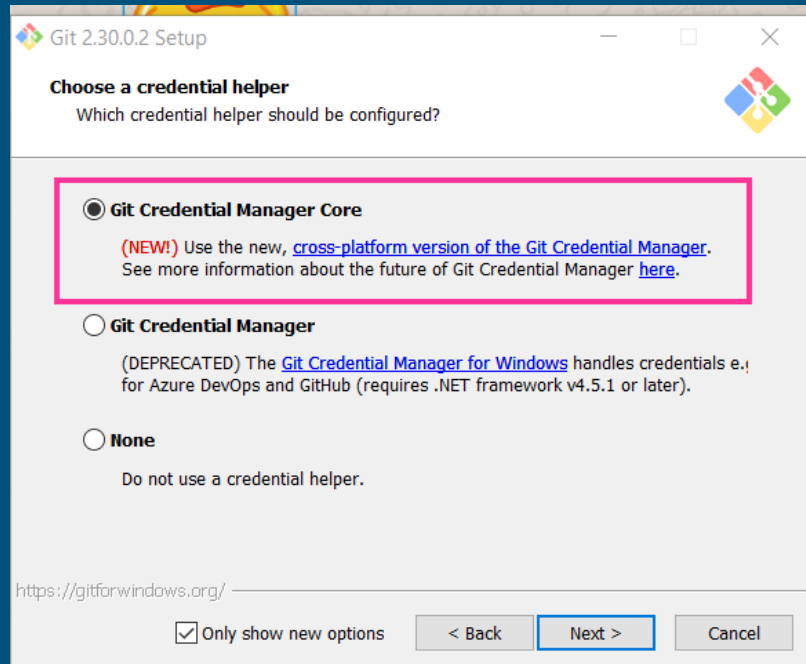 Git 2.30.0.2 Setup
Choose a credential helper
Which credential helper should be configured?
Git Credential Manager Core
(NEW!) Use the new, cross-platform version of the Git Credential Manager.
See more information about the future of Git Credential Manager here.
Git Credential Manager
(DEPRECATED) The Git Credential Manager for Windows handles credentials e.
for Azure DevOps and GitHub (requires .NET framework v4.5.1 or later).
None
Do not use a credential helper.
https://gitforwindows.org/
Only show new options
< Back
Next >
Cancel